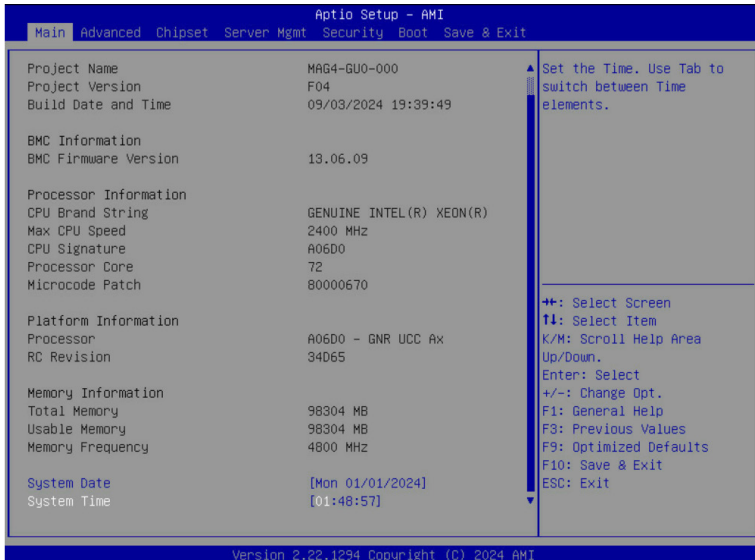 Aptio Setup - AMI
Main Advanced Chipset Server Mgmt Security Boot Save & Exit
Project Name MAG4-GU0-000
Project Version F04
Build Date and Time 09/03/2024 19:39:49
BMC Information
BMC Firmware Version 13.06.09
Processor Information
CPU Brand String GENUINE INTEL(R) XEON(R)
Max CPU Speed 2400 MHz
CPU Signature A06D0
Processor Core 72
Microcode Patch 80000670
Platform Information
Processor A06D0 - GNR UCC Ax
RC Revision 34D65
Memory Information
Total Memory 98304 MB
Usable Memory 98304 MB
Memory Frequency 4800 MHz
System Date [Mon 01/01/2024]
System Time [01:48:57]
Set the Time. Use Tab to
switch between Time
elements.
→←: Select Screen
↑↓: Select Item
K/M: Scroll Help Area
Up/Down.
Enter: Select
+/-: Change Opt.
F1: General Help
F3: Previous Values
F9: Optimized Defaults
F10: Save & Exit
ESC: Exit
Version 2.22.1294 Copyright (C) 2024 AMI